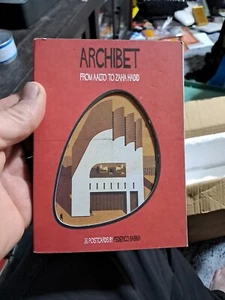 ARCHIBET
FROM AALTO TO ZAHA HADID
POSTCARDS BY FEDERICO BABINA